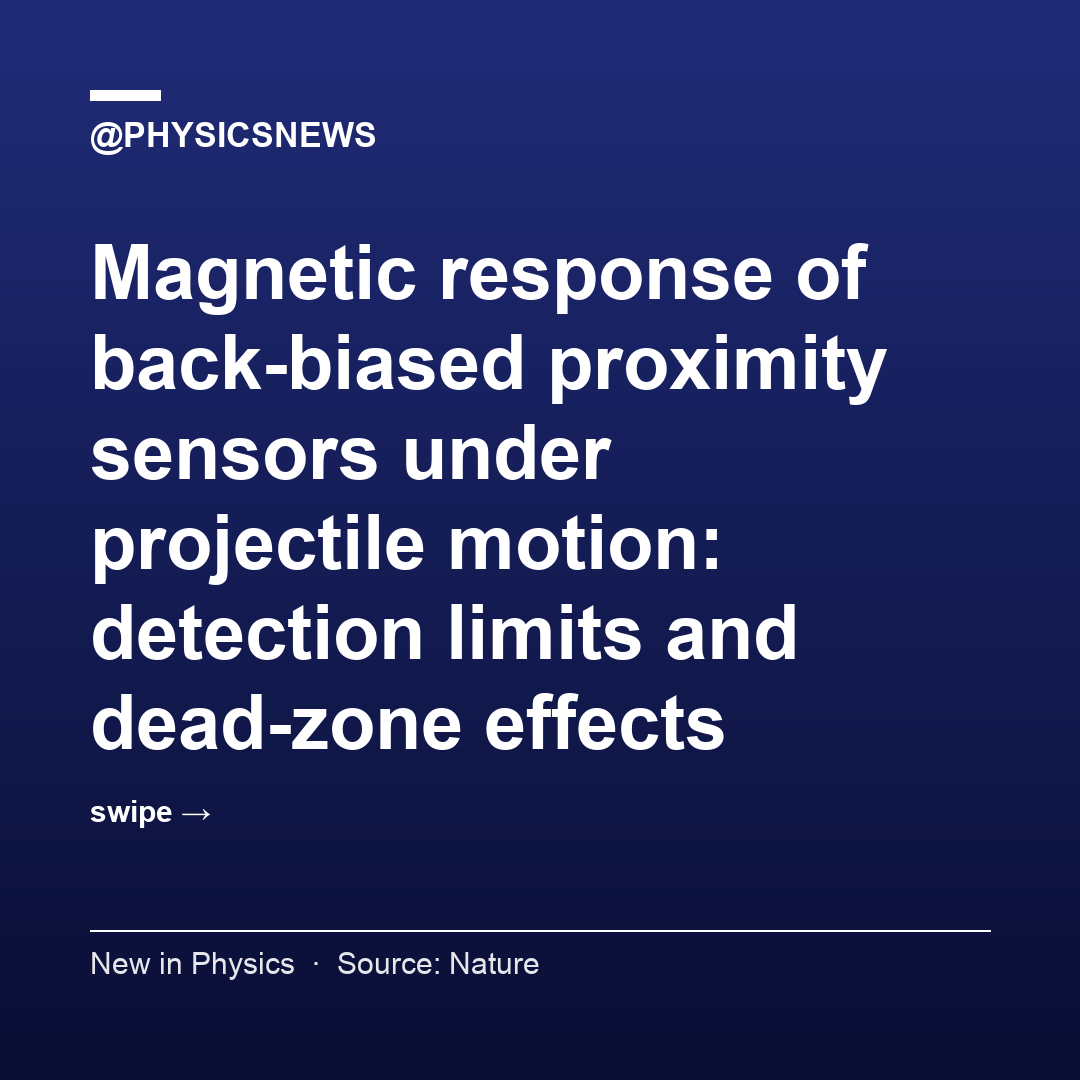 @PHYSICSNEWS
Magnetic response of
back-biased proximity
sensors under
projectile motion:
detection limits and
dead-zone effects
swipe →
New in Physics · Source: Nature